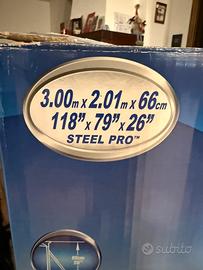 3.00m x 2.01m x 66cm
118" x 79" x 26"
STEEL PRO™
subito